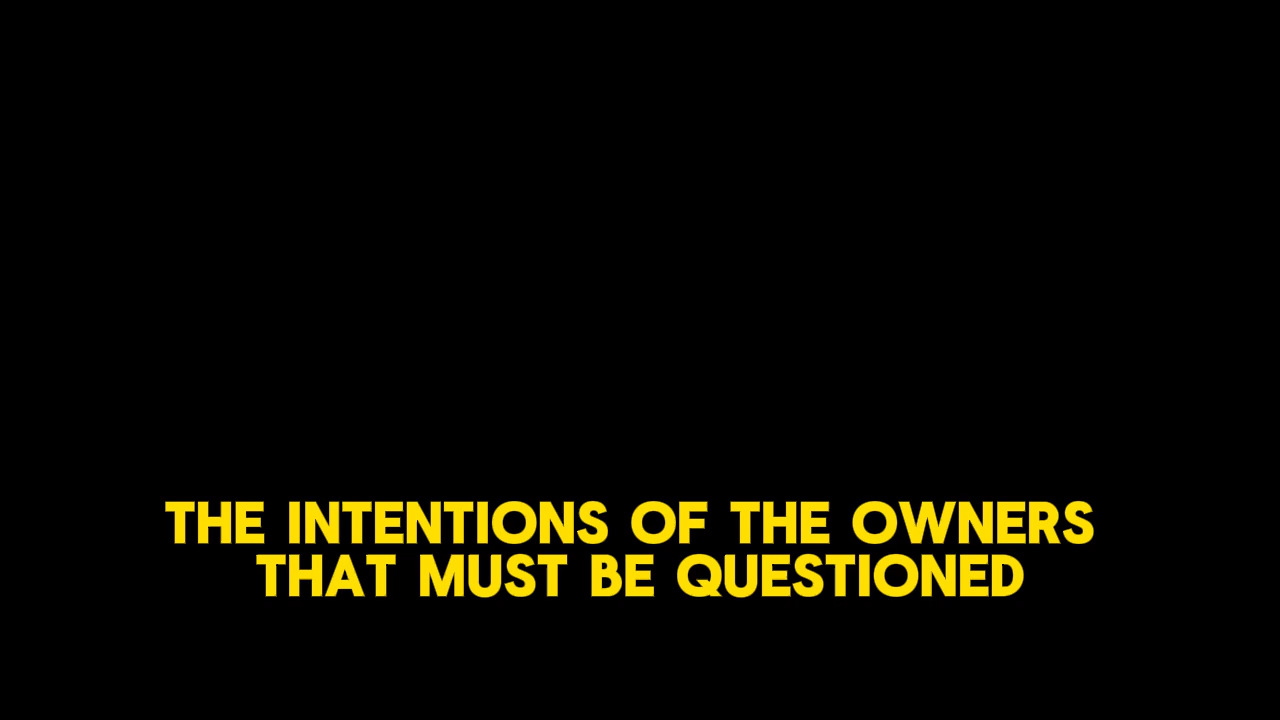 THE INTENTIONS OF THE OWNERS
THAT MUST BE QUESTIONED